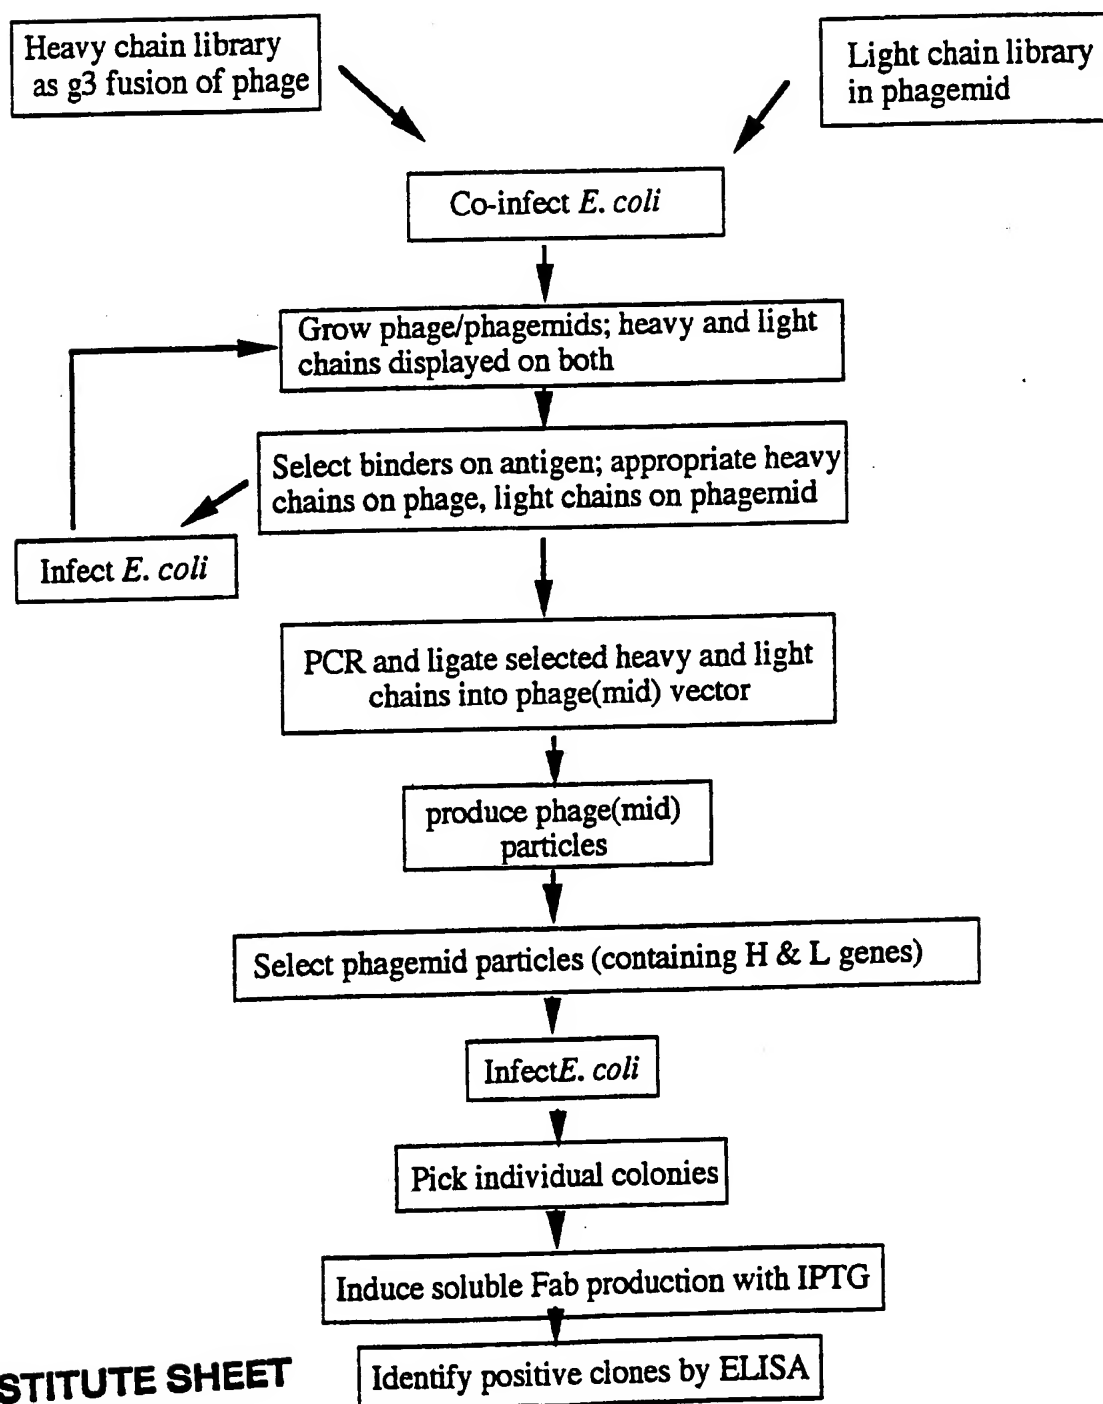 Heavy chain library
as g3 fusion of phage
Light chain library
in phagemid
Co-infect E. coli
Grow phage/phagemids; heavy and light
chains displayed on both
Select binders on antigen; appropriate heavy
chains on phage, light chains on phagemid
Infect E. coli
PCR and ligate selected heavy and light
chains into phage(mid) vector
produce phage(mid)
particles
Select phagemid particles (containing H & L genes)
InfectE. coli
Pick individual colonies
Induce soluble Fab production with IPTG
Identify positive clones by ELISA
STITUTE SHEET